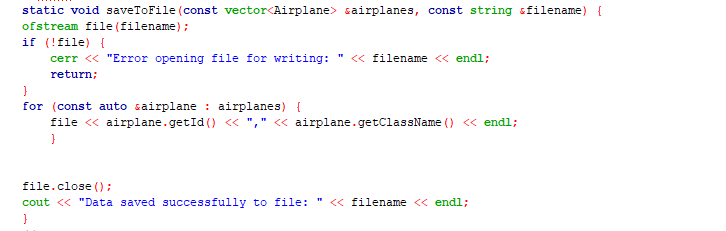 static void saveToFile(const vector<Airplane> &airplanes, const string &filename) {
ofstream file(filename);
if (!file) {
cerr << "Error opening file for writing: " << filename << endl;
return;
}
for (const auto &airplane : airplanes) {
file << airplane.getId() << "," << airplane.getClassName() << endl;
}
file.close();
cout << "Data saved successfully to file: " << filename << endl;
}